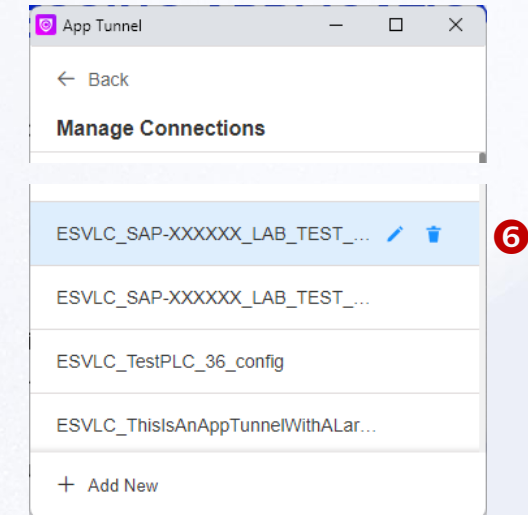 App Tunnel
← Back
Manage Connections
ESVLC_SAP-XXXXXX_LAB_TEST_...
6
ESVLC_SAP-XXXXXX_LAB_TEST_...
ESVLC_TestPLC_36_config
ESVLC_ThisIsAnAppTunnelWithALar...
+ Add New